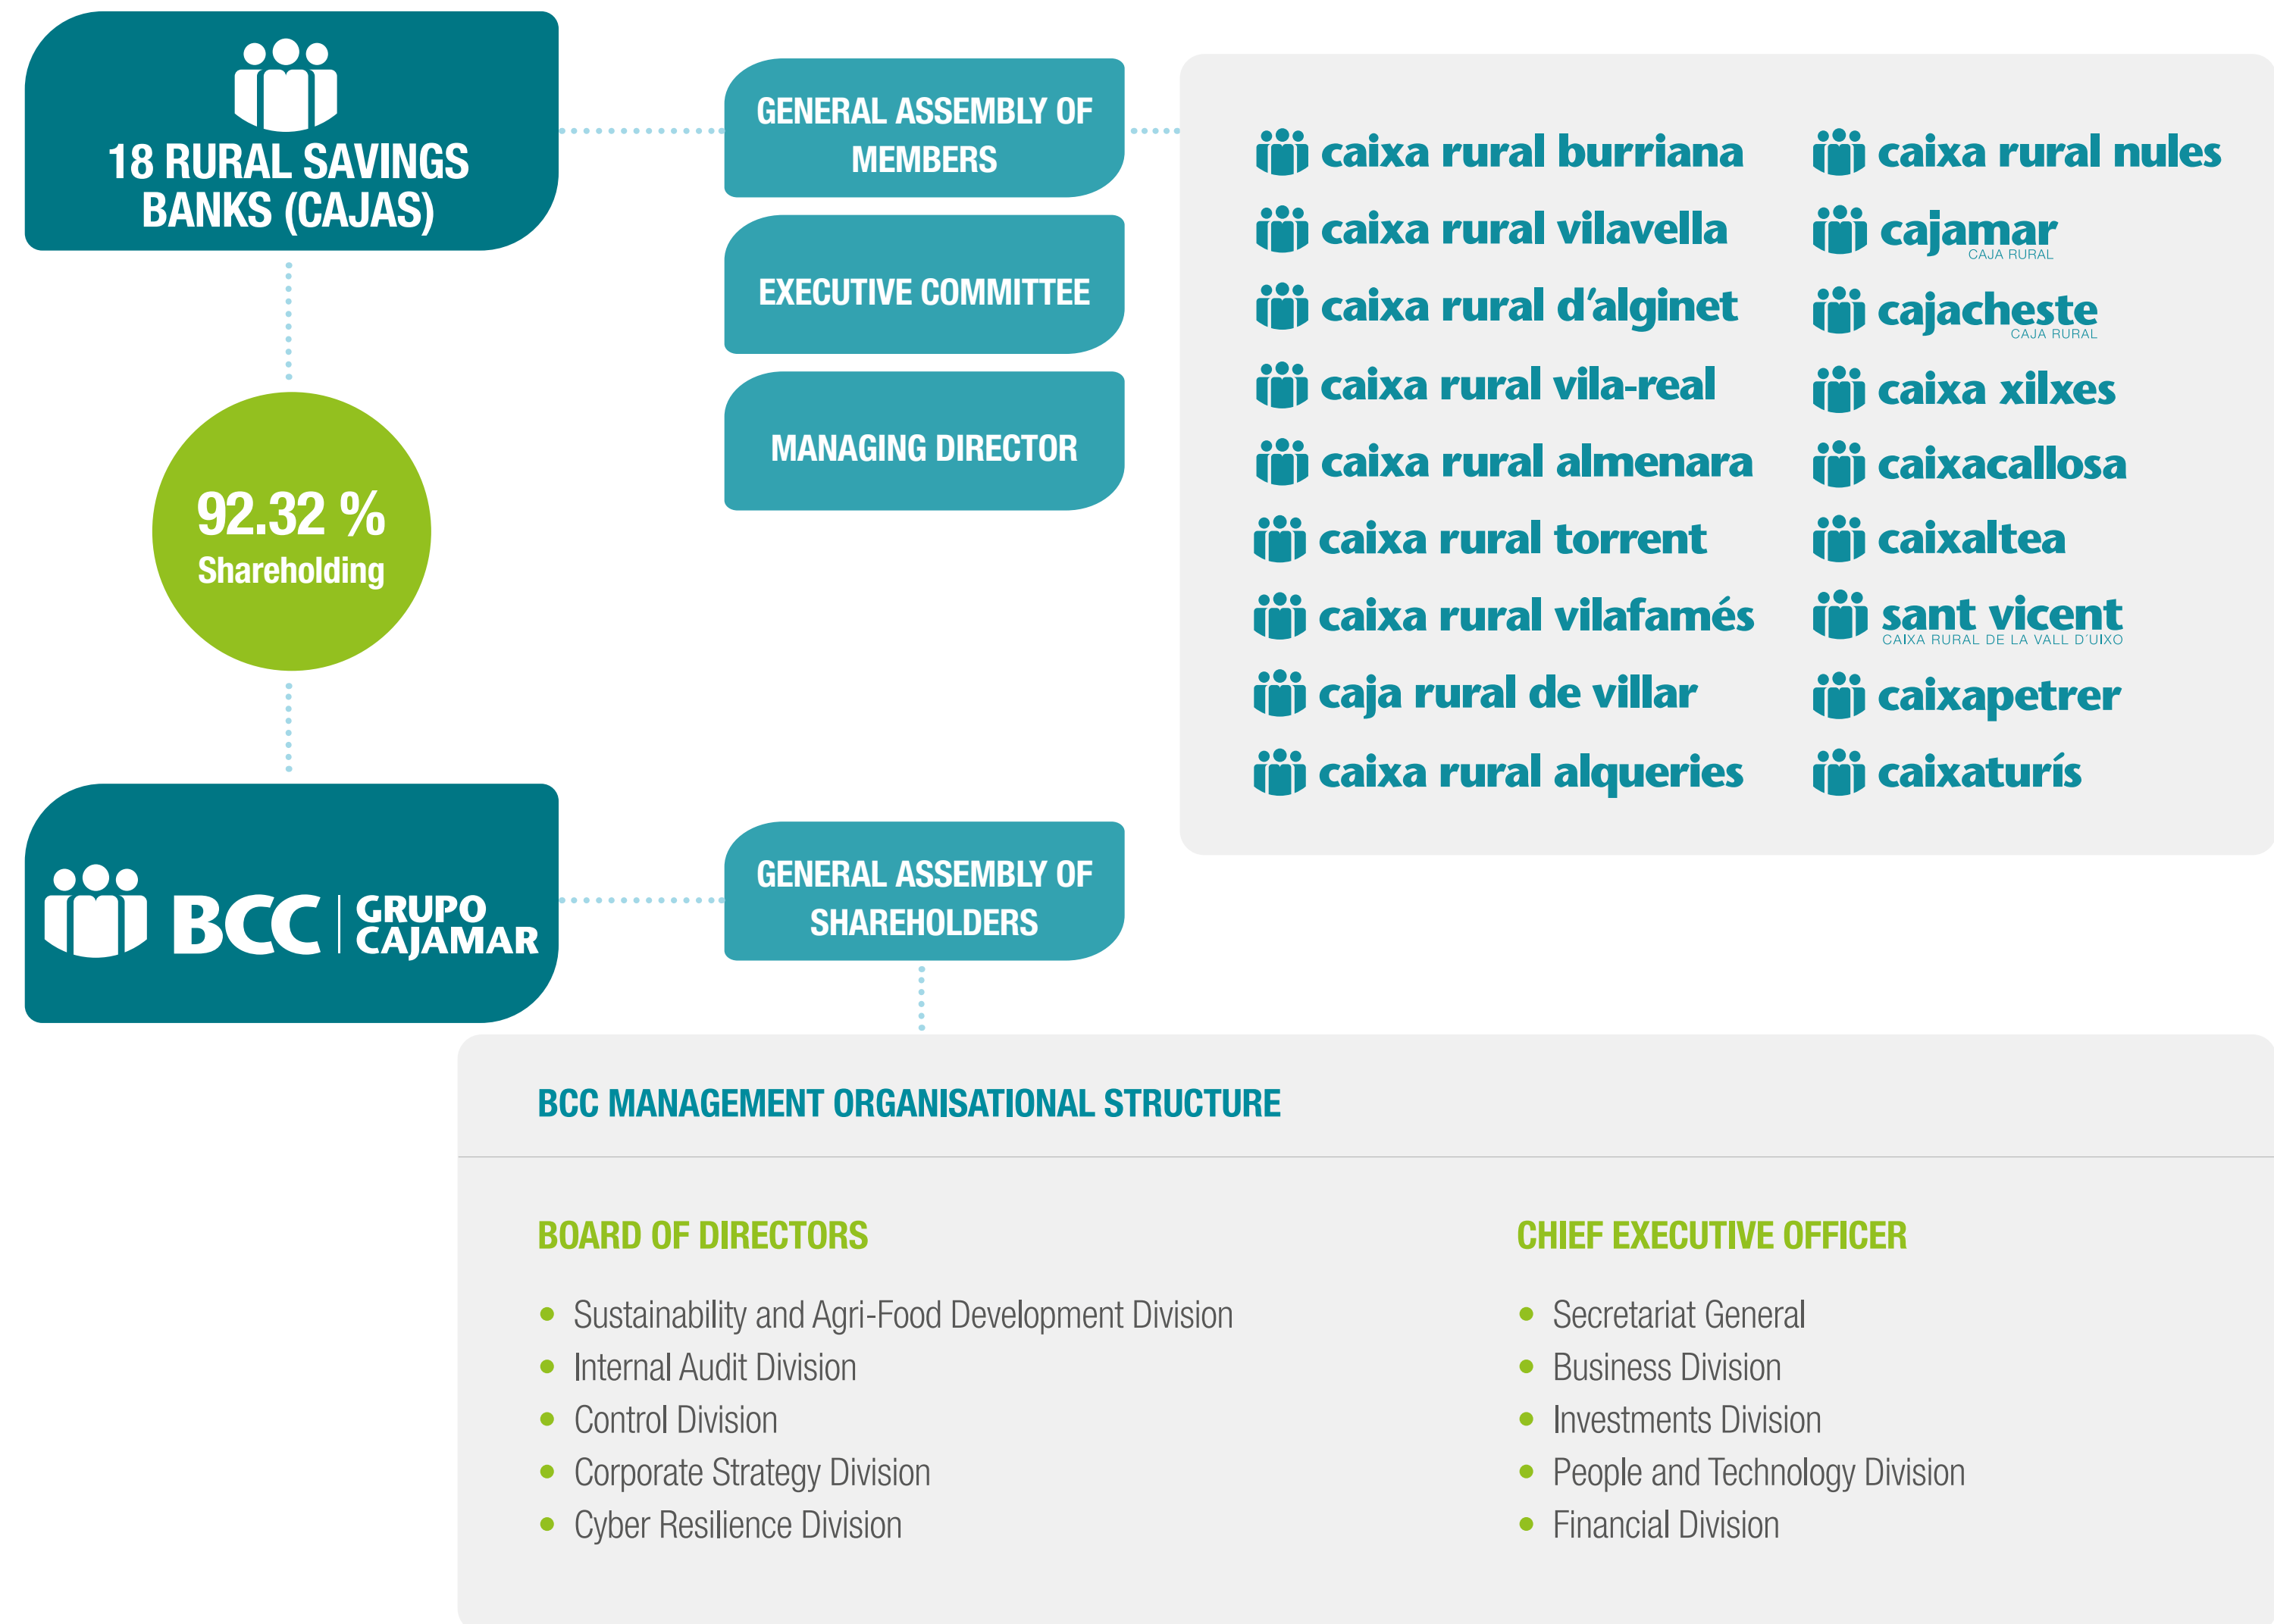 18 RURAL SAVINGS
BANKS (CAJAS)
92.32 %
Shareholding
BCC GRUPO
CAJAMAR
GENERAL ASSEMBLY OF
MEMBERS
EXECUTIVE COMMITTEE
MANAGING DIRECTOR
caixa rural burriana
caixa rural vilavella
caixa rural d'alginet
caixa rural vila-real
caixa rural almenara
caixa rural torrent
caixa rural vilafamés
caja rural de villar
caixa rural alqueries
caixa rural nules
cajamar
CAJA RURAL
cajacheste
CAJA RURAL
caixa xilxes
caixacallosa
caixaltea
sant vicent
CAIXA RURAL DE LA VALL D´UIXO
caixapetrer
caixaturís
GENERAL ASSEMBLY OF
SHAREHOLDERS
BCC MANAGEMENT ORGANISATIONAL STRUCTURE
BOARD OF DIRECTORS
• Sustainability and Agri-Food Development Division
• Internal Audit Division
• Control Division
• Corporate Strategy Division
• Cyber Resilience Division
CHIEF EXECUTIVE OFFICER
• Secretariat General
• Business Division
• Investments Division
• People and Technology Division
• Financial Division